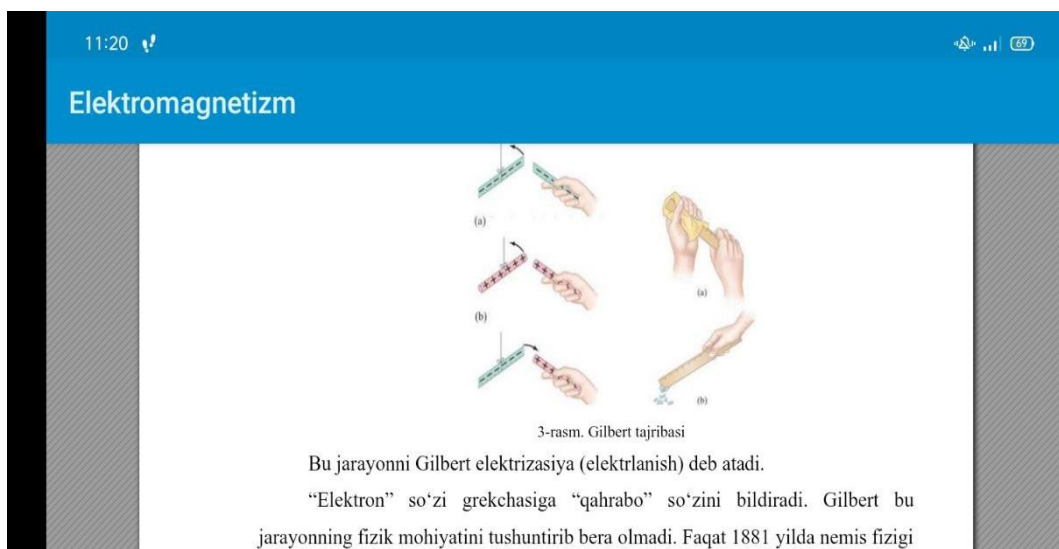 11:20
69
Elektromagnetizm
(a)
(b)
(a)
(b)
3-rasm. Gilbert tajribasi
Bu jarayonni Gilbert elektrizasiya (elektrlanish) deb atadi.
“Elektron” so‘zi grekchasiga “qahrabo” so‘zini bildiradi. Gilbert bu
jarayonning fizik mohiyatini tushuntirib bera olmadi. Faqat 1881 yilda nemis fizigi